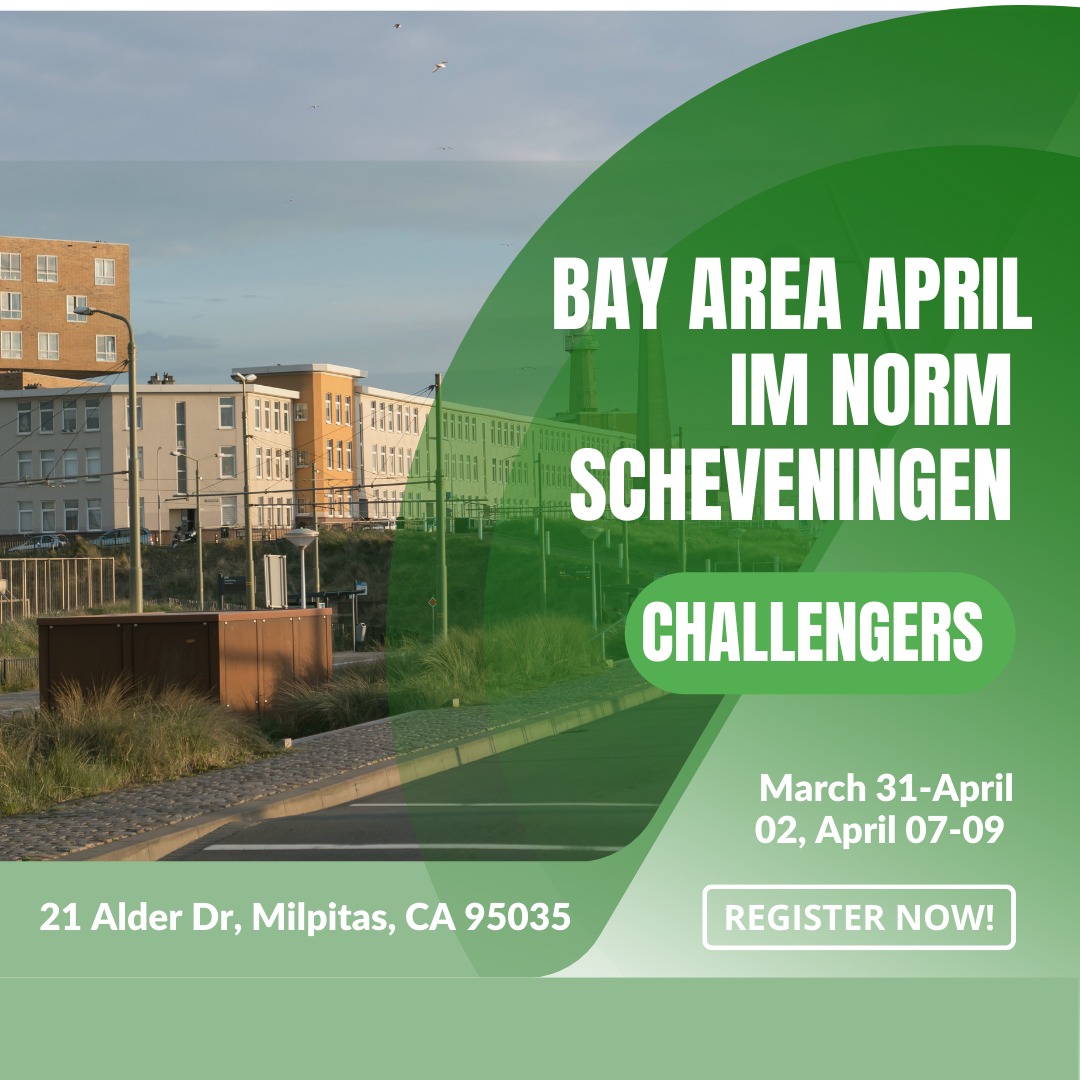 BAY AREA APRIL
IM NORM
SCHEVENINGEN
CHALLENGERS
March 31-April
02, April 07-09
21 Alder Dr, Milpitas, CA 95035
REGISTER NOW!